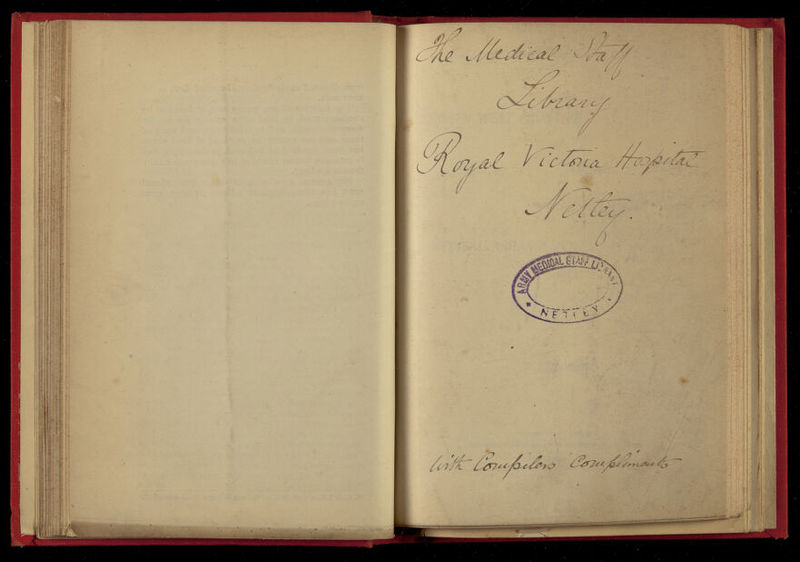 The Medical Staff
Library
Royal Victoria Hospital
Netley.
ARMY MEDICAL STAFF LIBRARY
* NETLEY *
With Compilers Compliments